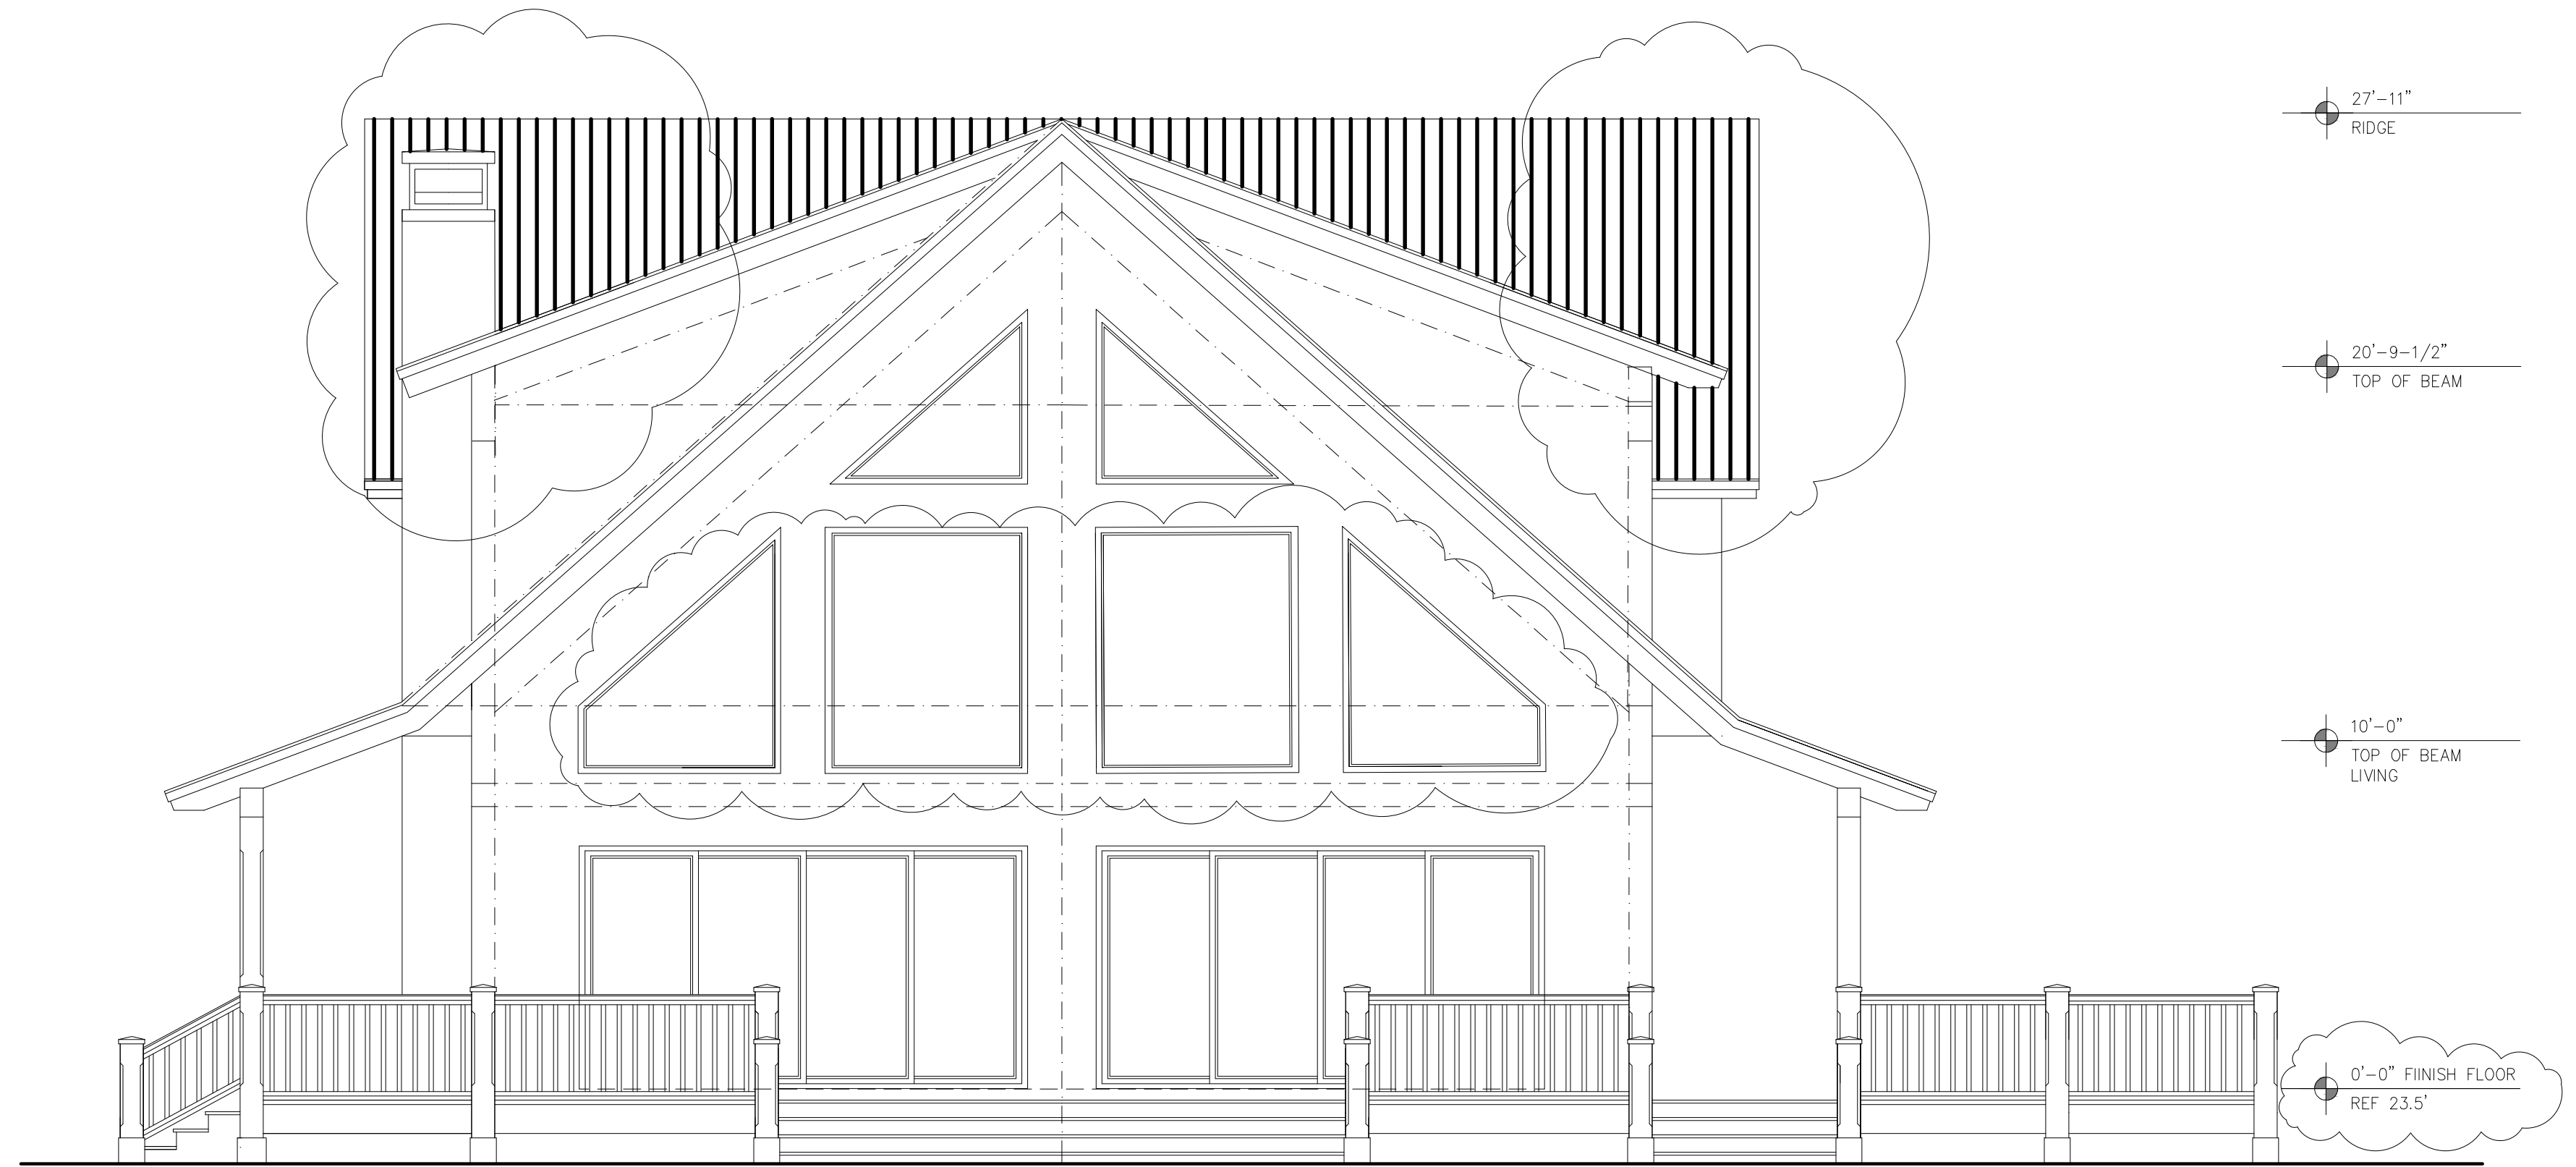 27'-11"
RIDGE
20'-9-1/2"
TOP OF BEAM
10'-0"
TOP OF BEAM
LIVING
0'-0" FIINISH FLOOR
REF 23.5'